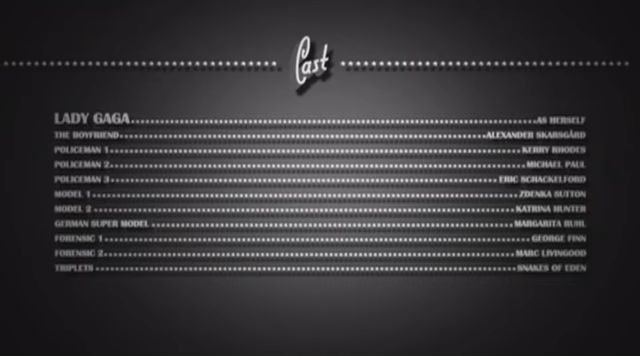 Cast
LADY GAGA AS HERSELF
THE BOYFRIEND ALEXANDER SKARSGÅRD
POLICEMAN 1 KERRY RHODES
POLICEMAN 2 MICHAEL PAUL
POLICEMAN 3 ERIC SCHACKELFORD
MODEL 1 ZDENKA SUTTON
MODEL 2 KATRINA HUNTER
GERMAN SUPER MODEL MARGARITA RUHL
FORENSIC 1 GEORGE FINN
FORENSIC 2 MARC LIVINGOOD
TRIPLETS SNAKES OF EDEN